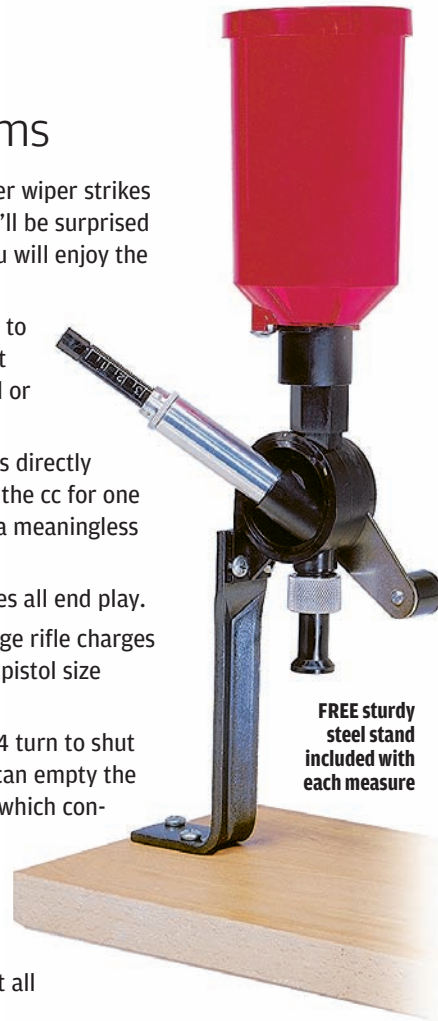 ms
er wiper strikes
’ll be surprised
u will enjoy the
to
t
l or
s directly
the cc for one
a meaningless
es all end play.
ge rifle charges
pistol size
4 turn to shut
can empty the
which con-
t all
FREE sturdy
steel stand
included with
each measure